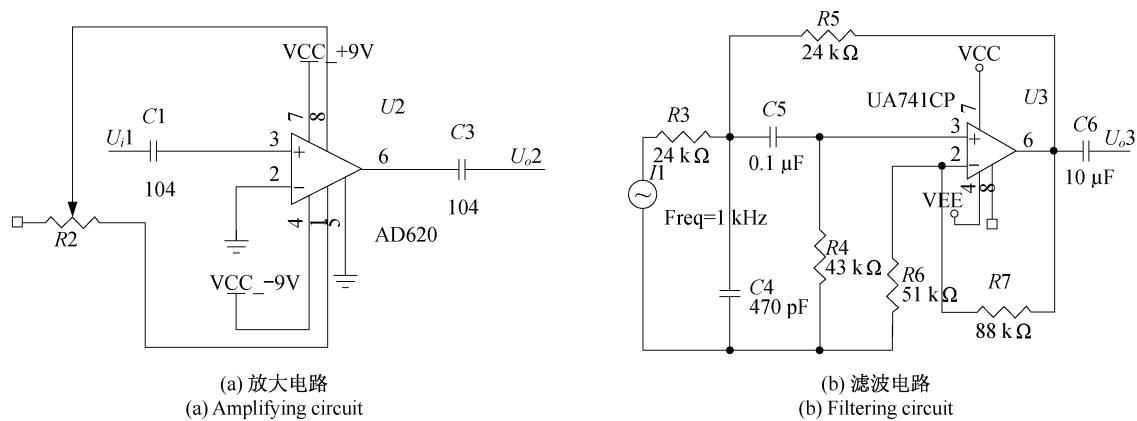 VCC_+9V
7
8
U2
C1
Ui1
3
+
104
2
−
6
C3
Uo2
104
4
1
5
AD620
R2
VCC_−9V
(a) 放大电路
(a) Amplifying circuit
R5
24 kΩ
VCC
UA741CP
7
U3
R3
24 kΩ
C5
0.1 μF
3
+
2
−
6
C6
Uo3
10 μF
I1
Freq=1 kHz
VEE
4
8
R4
43 kΩ
C4
470 pF
R6
51 kΩ
R7
88 kΩ
(b) 滤波电路
(b) Filtering circuit